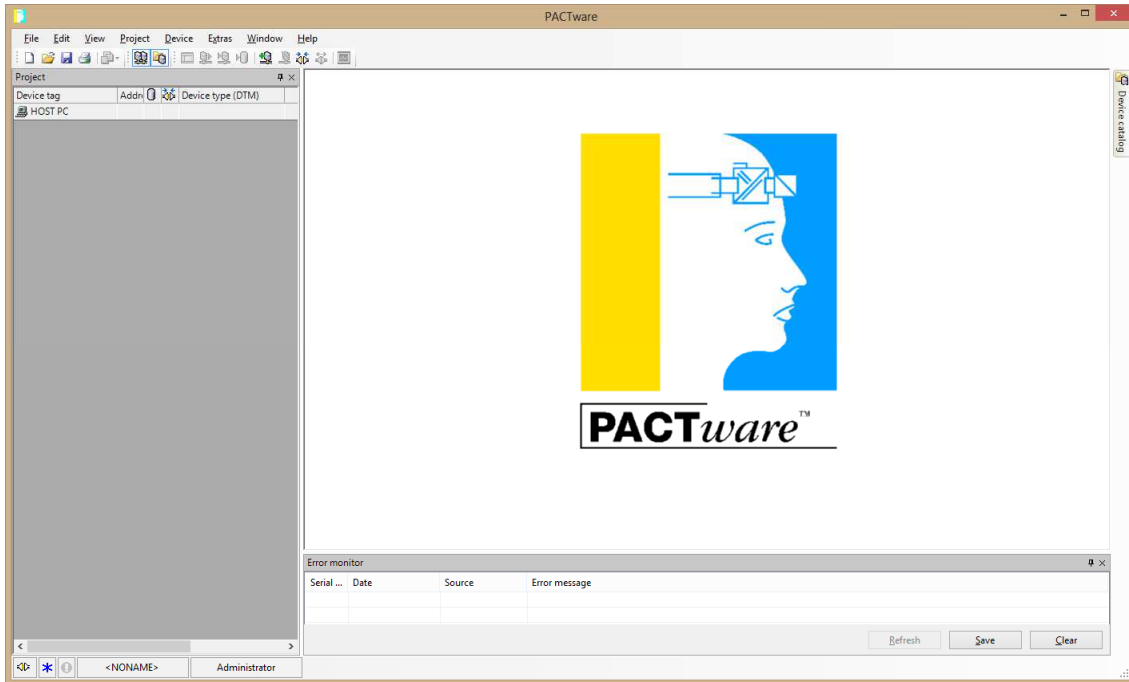 PACTware
File Edit View Project Device Extras Window Help
Project
Device tag Addr Device type (DTM)
HOST PC
Device catalog
PACTware™
Error monitor
Serial ... Date Source Error message
Refresh Save Clear
<NONAME> Administrator